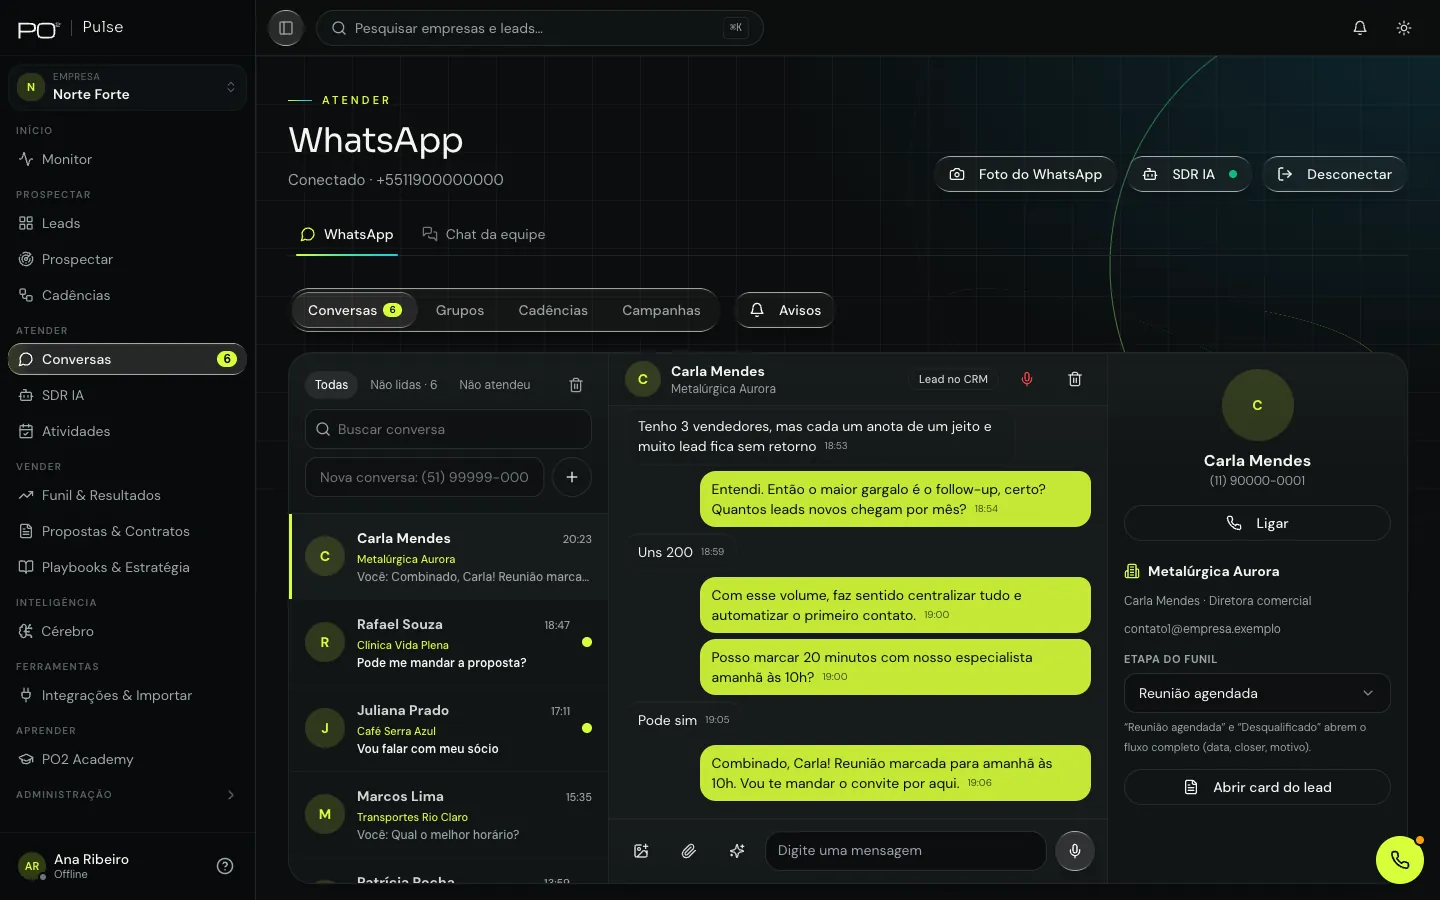 PO2
Pulse
Pesquisar empresas e leads…
⌘K
N
EMPRESA
Norte Forte
INÍCIO
Monitor
PROSPECTAR
Leads
Prospectar
Cadências
ATENDER
Conversas
6
SDR IA
Atividades
VENDER
Funil & Resultados
Propostas & Contratos
Playbooks & Estratégia
INTELIGÊNCIA
Cérebro
FERRAMENTAS
Integrações & Importar
APRENDER
PO2 Academy
ADMINISTRAÇÃO
AR
Ana Ribeiro
Offline
ATENDER
WhatsApp
Conectado · +5511900000000
Foto do WhatsApp
SDR IA
Desconectar
WhatsApp
Chat da equipe
Conversas 6
Grupos
Cadências
Campanhas
Avisos
Todas
Não lidas · 6
Não atendeu
Buscar conversa
Nova conversa: (51) 99999-000
C
Carla Mendes
20:23
Metalúrgica Aurora
Você: Combinado, Carla! Reunião marca…
R
Rafael Souza
18:47
Clínica Vida Plena
Pode me mandar a proposta?
J
Juliana Prado
17:11
Café Serra Azul
Vou falar com meu sócio
M
Marcos Lima
15:35
Transportes Rio Claro
Você: Qual o melhor horário?
Patrícia Rocha
13:59
C
Carla Mendes
Metalúrgica Aurora
Lead no CRM
Tenho 3 vendedores, mas cada um anota de um jeito e
muito lead fica sem retorno 18:53
Entendi. Então o maior gargalo é o follow-up, certo?
Quantos leads novos chegam por mês? 18:54
Uns 200 18:59
Com esse volume, faz sentido centralizar tudo e
automatizar o primeiro contato. 19:00
Posso marcar 20 minutos com nosso especialista
amanhã às 10h? 19:00
Pode sim 19:05
Combinado, Carla! Reunião marcada para amanhã às
10h. Vou te mandar o convite por aqui. 19:06
Digite uma mensagem
C
Carla Mendes
(11) 90000-0001
Ligar
Metalúrgica Aurora
Carla Mendes · Diretora comercial
contato1@empresa.exemplo
ETAPA DO FUNIL
Reunião agendada
“Reunião agendada” e “Desqualificado” abrem o
fluxo completo (data, closer, motivo).
Abrir card do lead